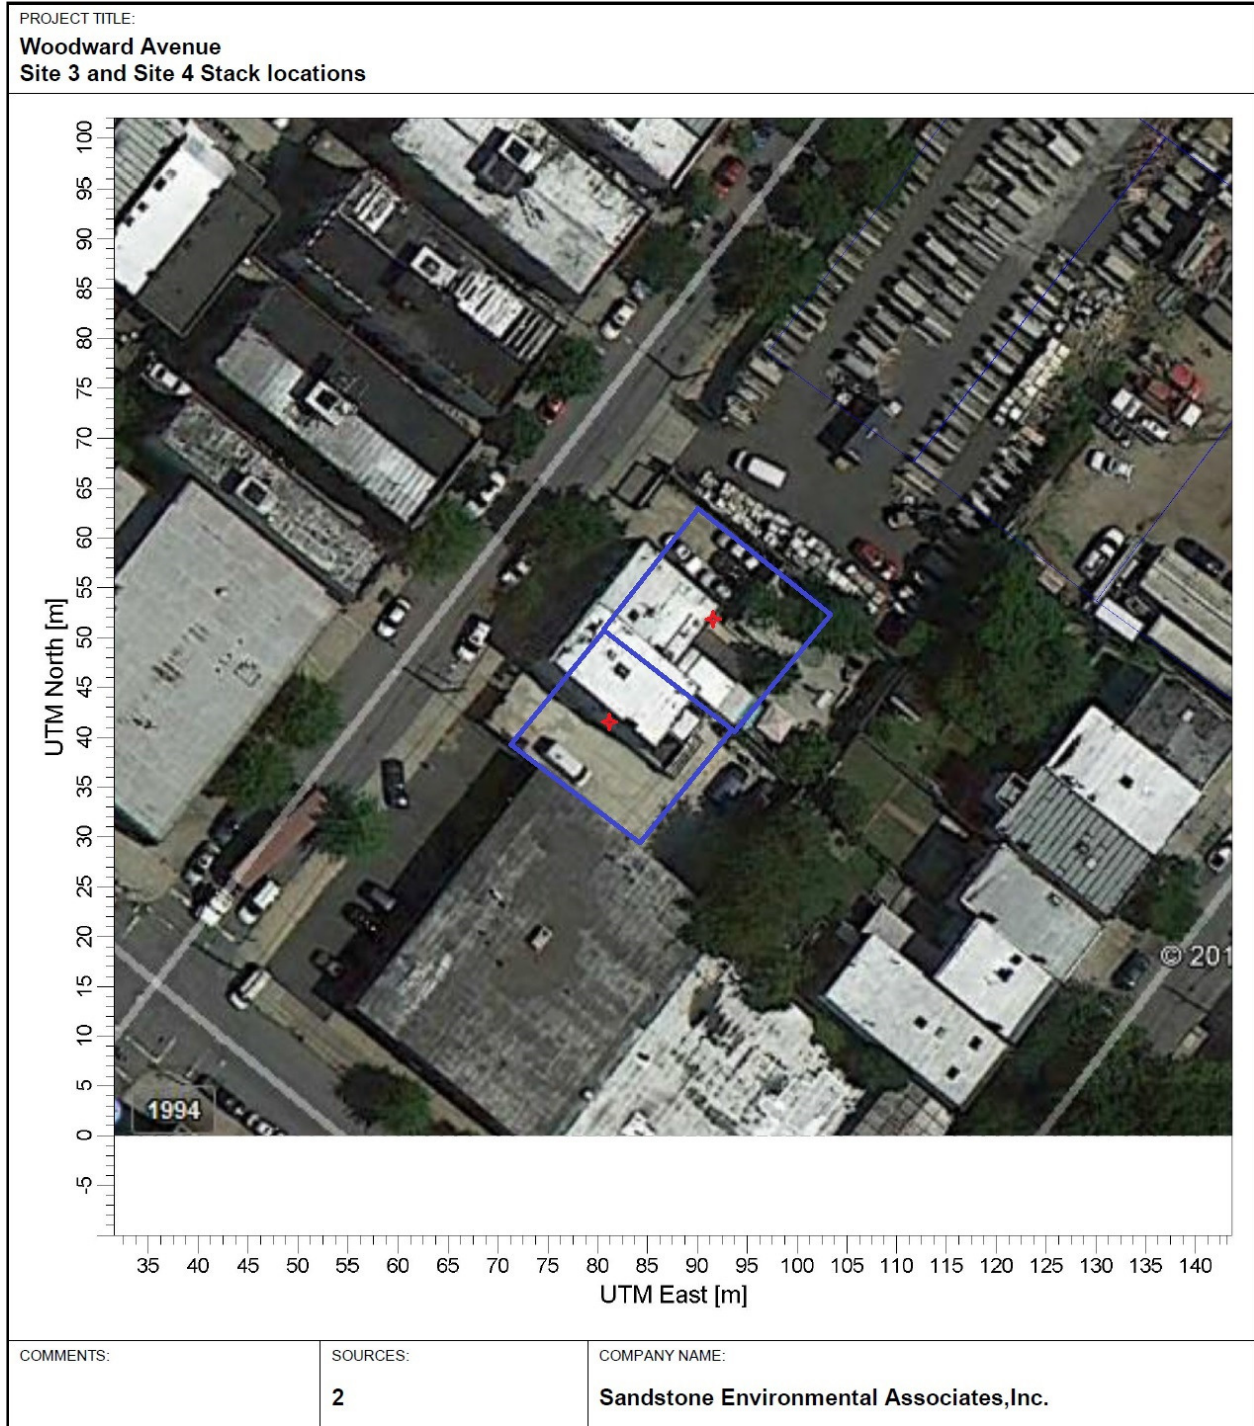 PROJECT TITLE:
Woodward Avenue
Site 3 and Site 4 Stack locations
UTM North [m]
100
95
90
85
80
75
70
65
60
55
50
45
40
35
30
25
20
15
10
5
0
-5
© 201
1994
35 40 45 50 55 60 65 70 75 80 85 90 95 100 105 110 115 120 125 130 135 140
UTM East [m]
COMMENTS:
SOURCES:
2
COMPANY NAME:
Sandstone Environmental Associates,Inc.